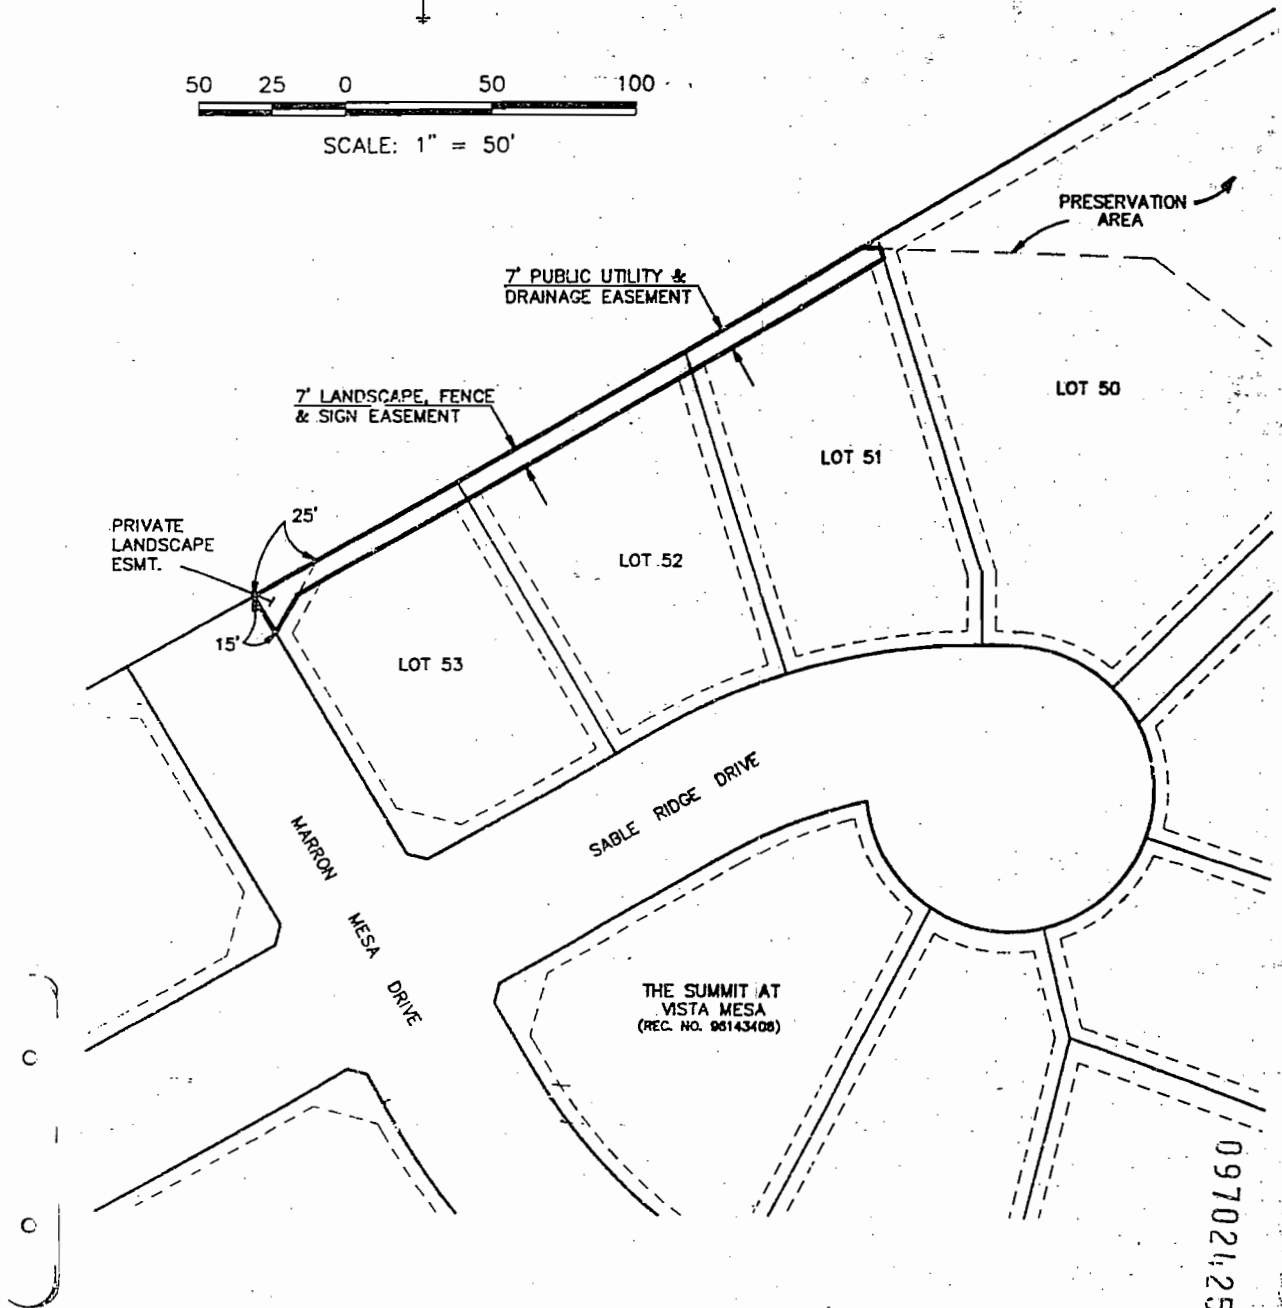 50 25 0 50 100
SCALE: 1" = 50'
PRESERVATION
AREA
7' PUBLIC UTILITY &
DRAINAGE EASEMENT
LOT 50
7' LANDSCAPE, FENCE
& SIGN EASEMENT
LOT 51
25'
PRIVATE
LANDSCAPE
ESMT.
LOT 52
15'
LOT 53
SABLE RIDGE DRIVE
MARRON MESA DRIVE
THE SUMMIT AT
VISTA MESA
(REC. NO. 96143408)